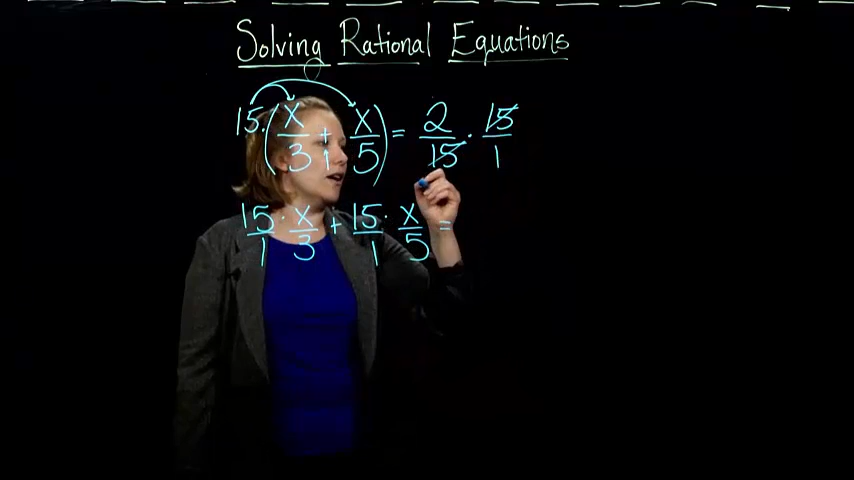 Solving Rational Equations
15·(x/3 + x/5) = 2/15 · 15/1
15/1 · x/3 + 15/1 · x/5 =